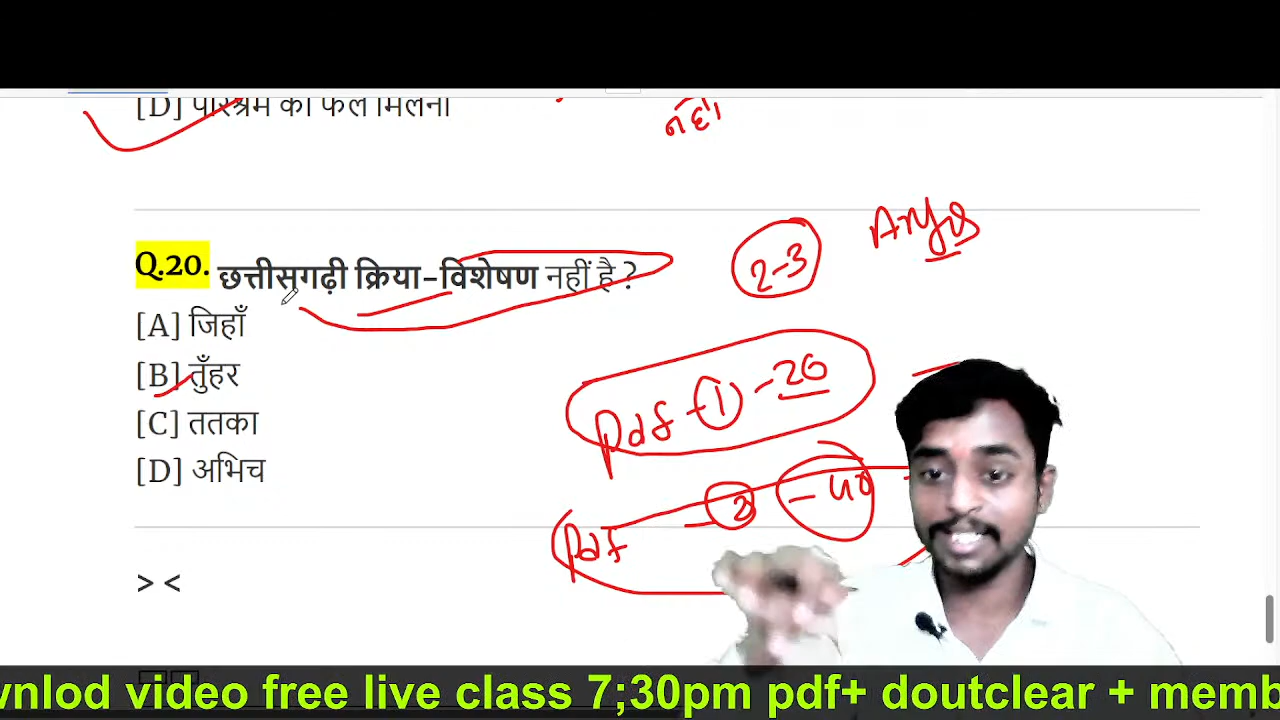 [D] परिश्रम का फल मिलना
नहीं
Q.20. छत्तीसगढ़ी क्रिया-विशेषण नहीं है ?
2-3
[A] जिहाँ
[B] तुँहर
[C] ततका
[D] अभिच
Pdf - 1 - 20
Pdf - 2 - 40
> <
wnlod video free live class 7;30pm pdf+ doutclear + memb